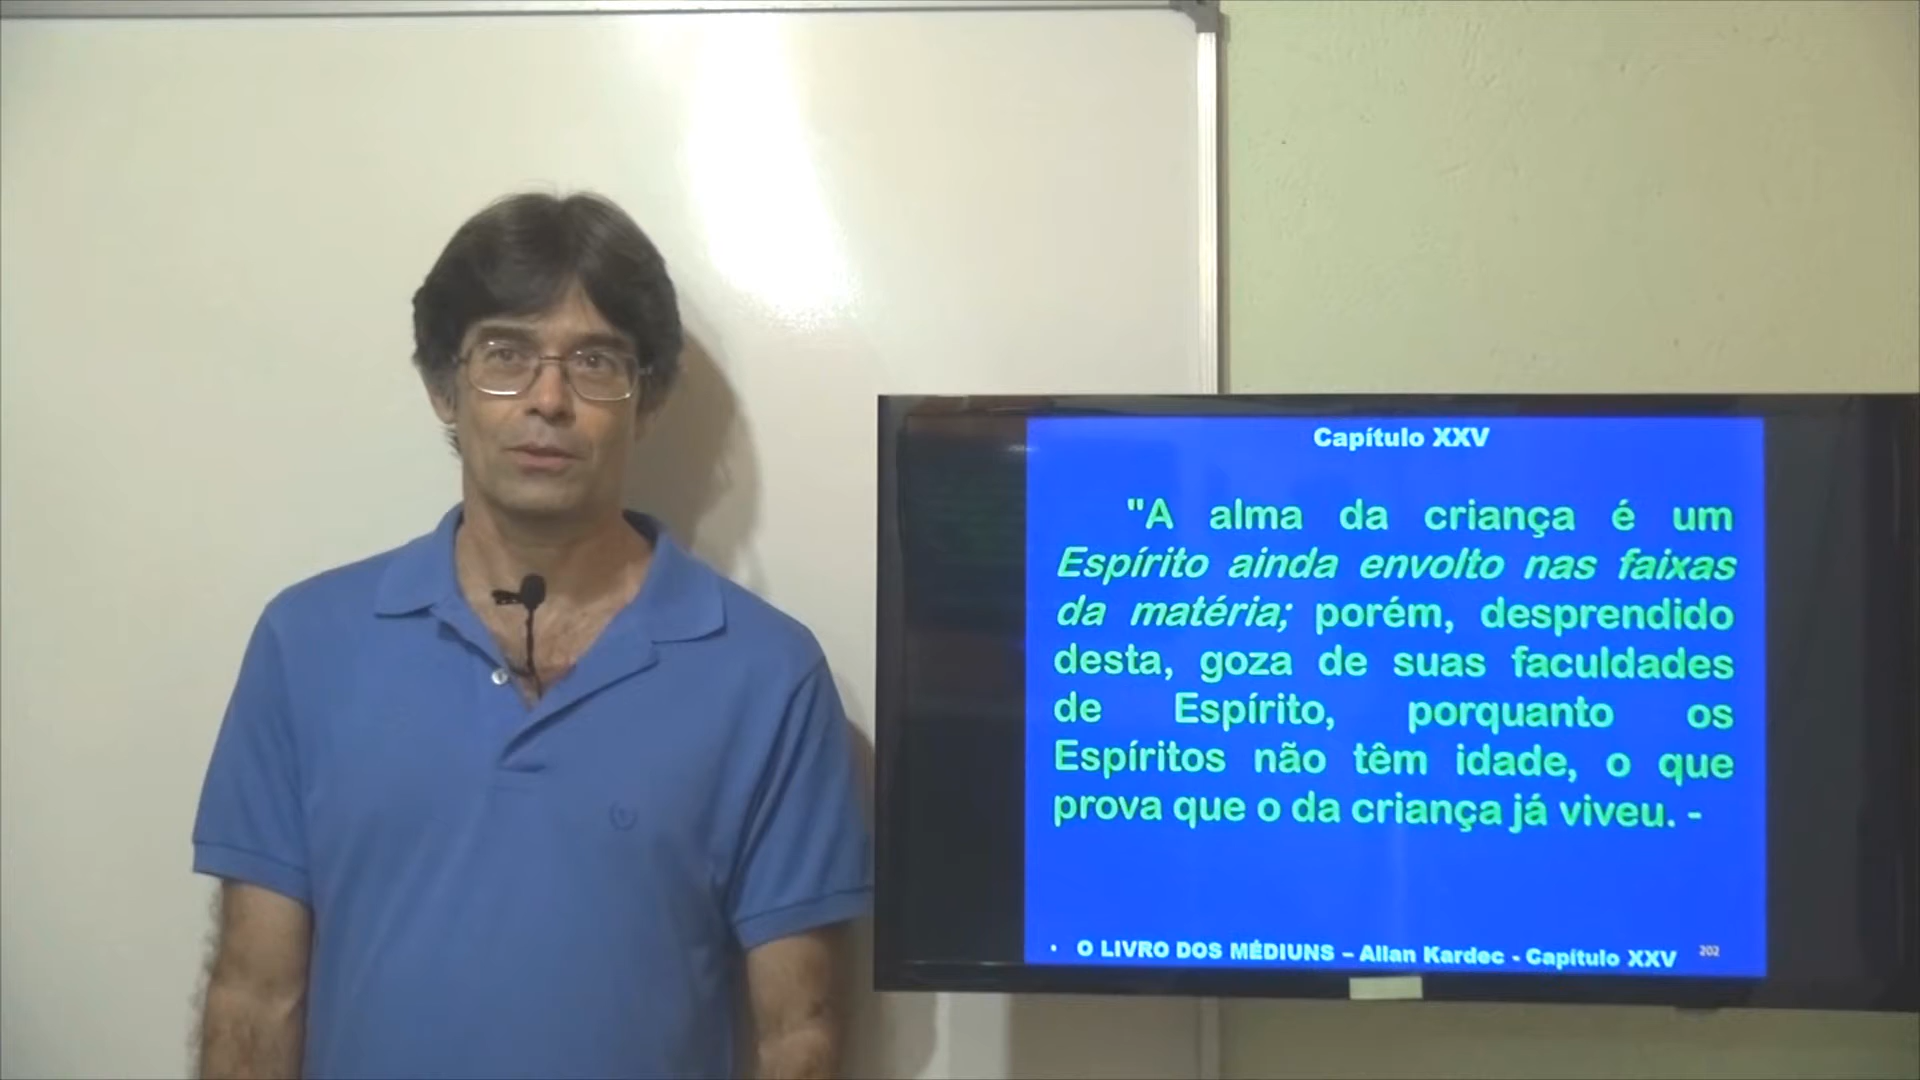 Capítulo XXV
"A alma da criança é um
Espírito ainda envolto nas faixas
da matéria; porém, desprendido
desta, goza de suas faculdades
de Espírito, porquanto os
Espíritos não têm idade, o que
prova que o da criança já viveu. -
• O LIVRO DOS MÉDIUNS – Allan Kardec - Capítulo XXV 202